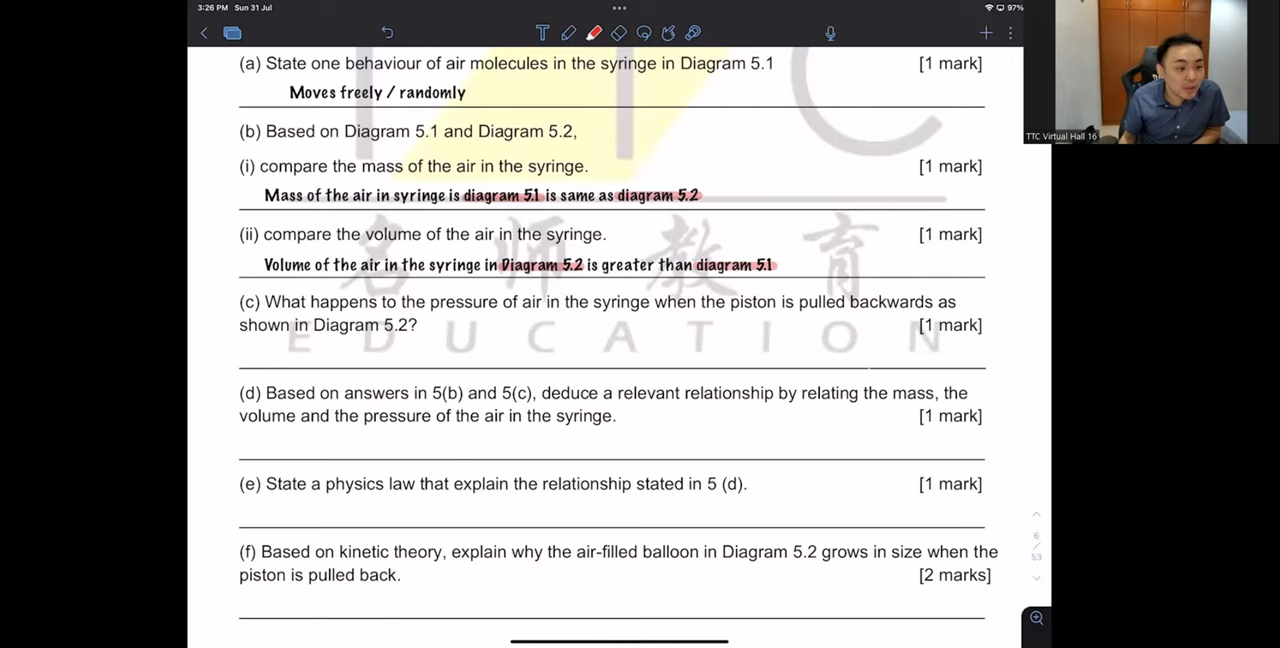 3:26 PM Sun 31 Jul
97%
(a) State one behaviour of air molecules in the syringe in Diagram 5.1 [1 mark]
Moves freely / randomly
(b) Based on Diagram 5.1 and Diagram 5.2,
(i) compare the mass of the air in the syringe. [1 mark]
Mass of the air in syringe is diagram 5.1 is same as diagram 5.2
(ii) compare the volume of the air in the syringe. [1 mark]
Volume of the air in the syringe in Diagram 5.2 is greater than diagram 5.1
(c) What happens to the pressure of air in the syringe when the piston is pulled backwards as
shown in Diagram 5.2? [1 mark]
(d) Based on answers in 5(b) and 5(c), deduce a relevant relationship by relating the mass, the
volume and the pressure of the air in the syringe. [1 mark]
(e) State a physics law that explain the relationship stated in 5 (d). [1 mark]
(f) Based on kinetic theory, explain why the air-filled balloon in Diagram 5.2 grows in size when the
piston is pulled back. [2 marks]
TTC
名师教育
EDUCATION
6
/
53
TTC Virtual Hall 16